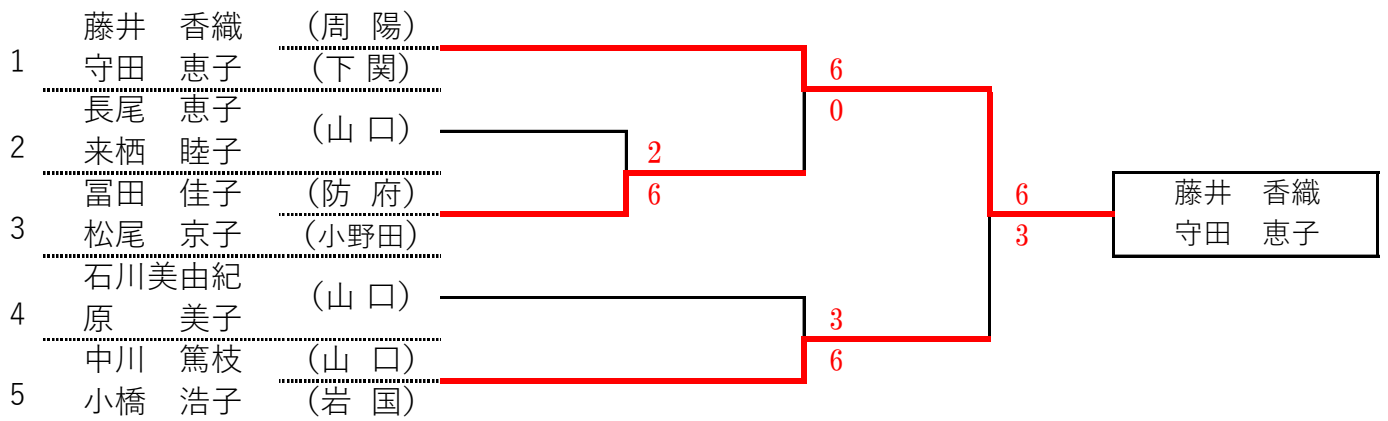 藤井　香織 （周 陽）
1
守田　恵子 （下 関）
6
長尾　恵子
0
（山 口）
2
来栖　睦子
2
冨田　佳子 （防 府）
6
藤井　香織
6
3
松尾　京子 （小野田）
3
守田　恵子
石川美由紀
（山 口）
4
原　　美子
3
中川　篤枝 （山 口）
6
5
小橋　浩子 （岩 国）